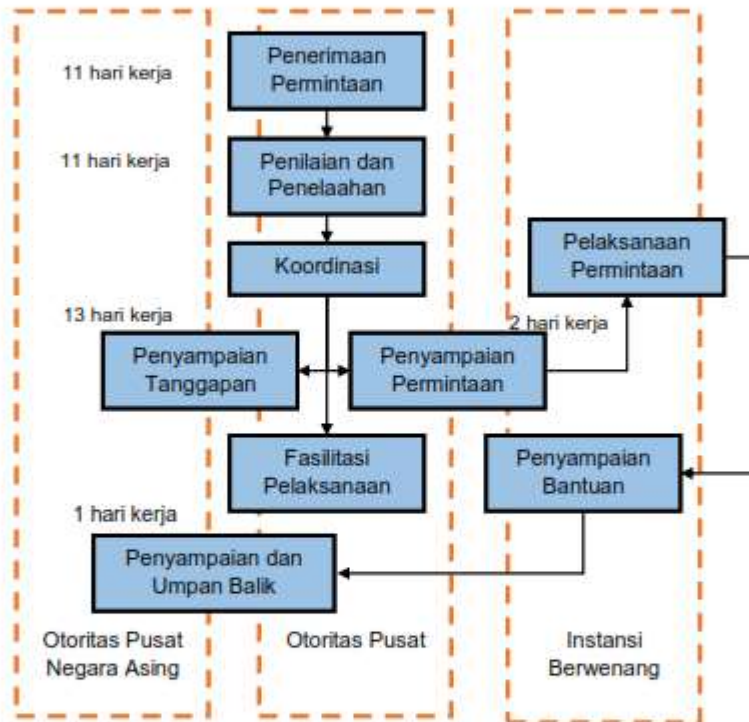 11 hari kerja
Penerimaan
Permintaan
11 hari kerja
Penilaian dan
Penelaahan
Koordinasi
Pelaksanaan
Permintaan
13 hari kerja
2 hari kerja
Penyampaian
Tanggapan
Penyampaian
Permintaan
Fasilitasi
Pelaksanaan
Penyampaian
Bantuan
1 hari kerja
Penyampaian dan
Umpan Balik
Otoritas Pusat
Negara Asing
Otoritas Pusat
Instansi
Berwenang